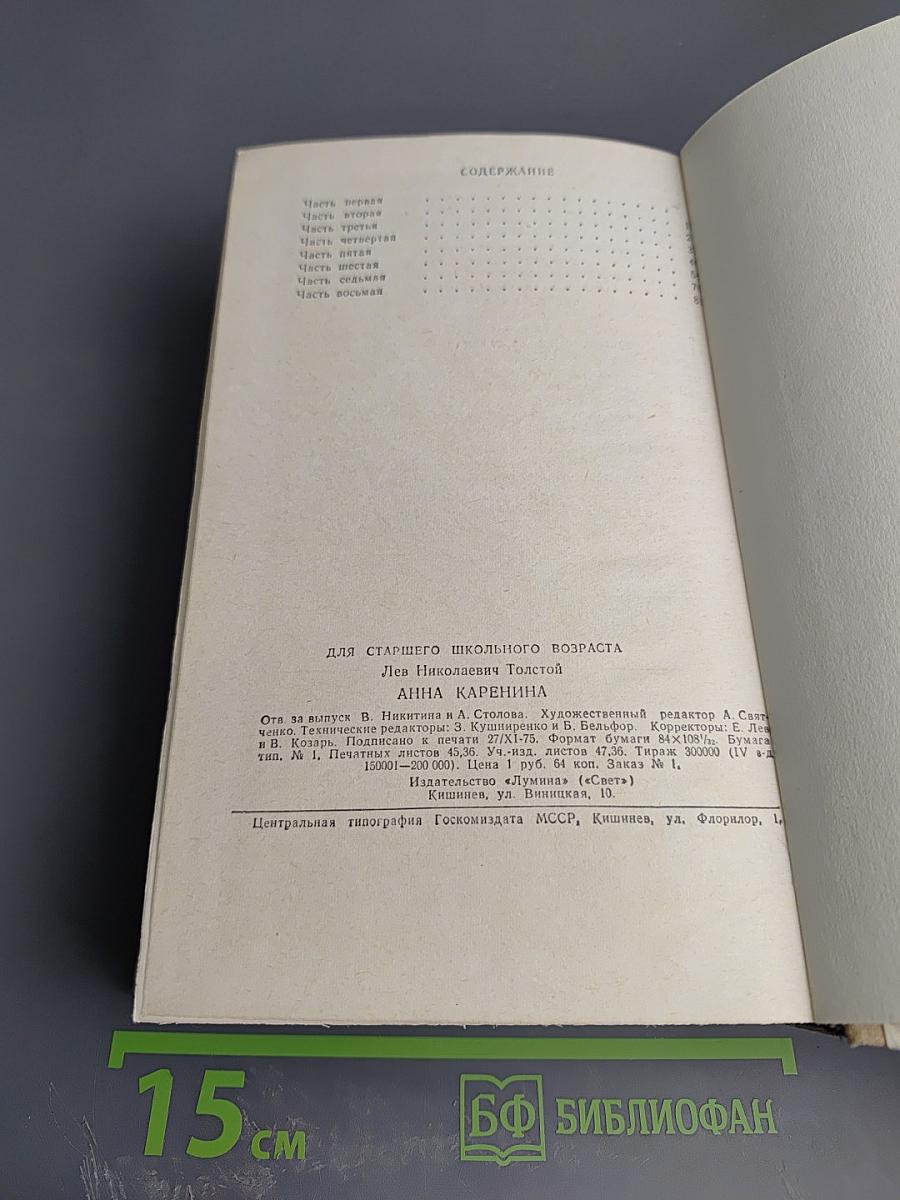 СОДЕРЖАНИЕ
Часть первая
Часть вторая
Часть третья
Часть четвертая
Часть пятая
Часть шестая
Часть седьмая
Часть восьмая
ДЛЯ СТАРШЕГО ШКОЛЬНОГО ВОЗРАСТА
Лев Николаевич Толстой
АННА КАРЕНИНА
Отв. за выпуск В. Никитина и А. Столова. Художественный редактор А. Свят-
ченко. Технические редакторы: З. Кушниренко и Б. Бельфор. Корректоры: Е. Лев
и В. Козарь. Подписано к печати 27/XI-75. Формат бумаги 84×108¹/₃₂. Бумага
тип. № 1. Печатных листов 45,36. Уч.-изд. листов 47,36. Тираж 300000 (IV з-д
150001—200 000). Цена 1 руб. 64 коп. Заказ № 1.
Издательство «Лумина» («Свет»)
Кишинев, ул. Виницкая, 10.
Центральная типография Госкомиздата МССР, Кишинев, ул. Флорилор, 1.
15 см
БФ БИБЛИОФАН